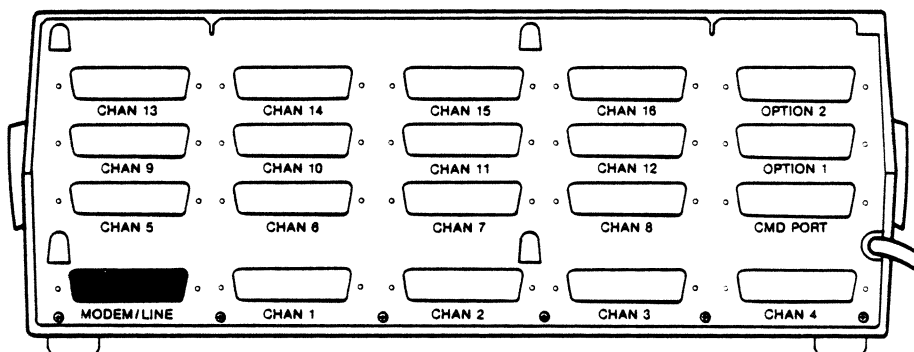 CHAN 13 CHAN 14 CHAN 15 CHAN 16 OPTION 2
CHAN 9 CHAN 10 CHAN 11 CHAN 12 OPTION 1
CHAN 5 CHAN 6 CHAN 7 CHAN 8 CMD PORT
MODEM/LINE CHAN 1 CHAN 2 CHAN 3 CHAN 4